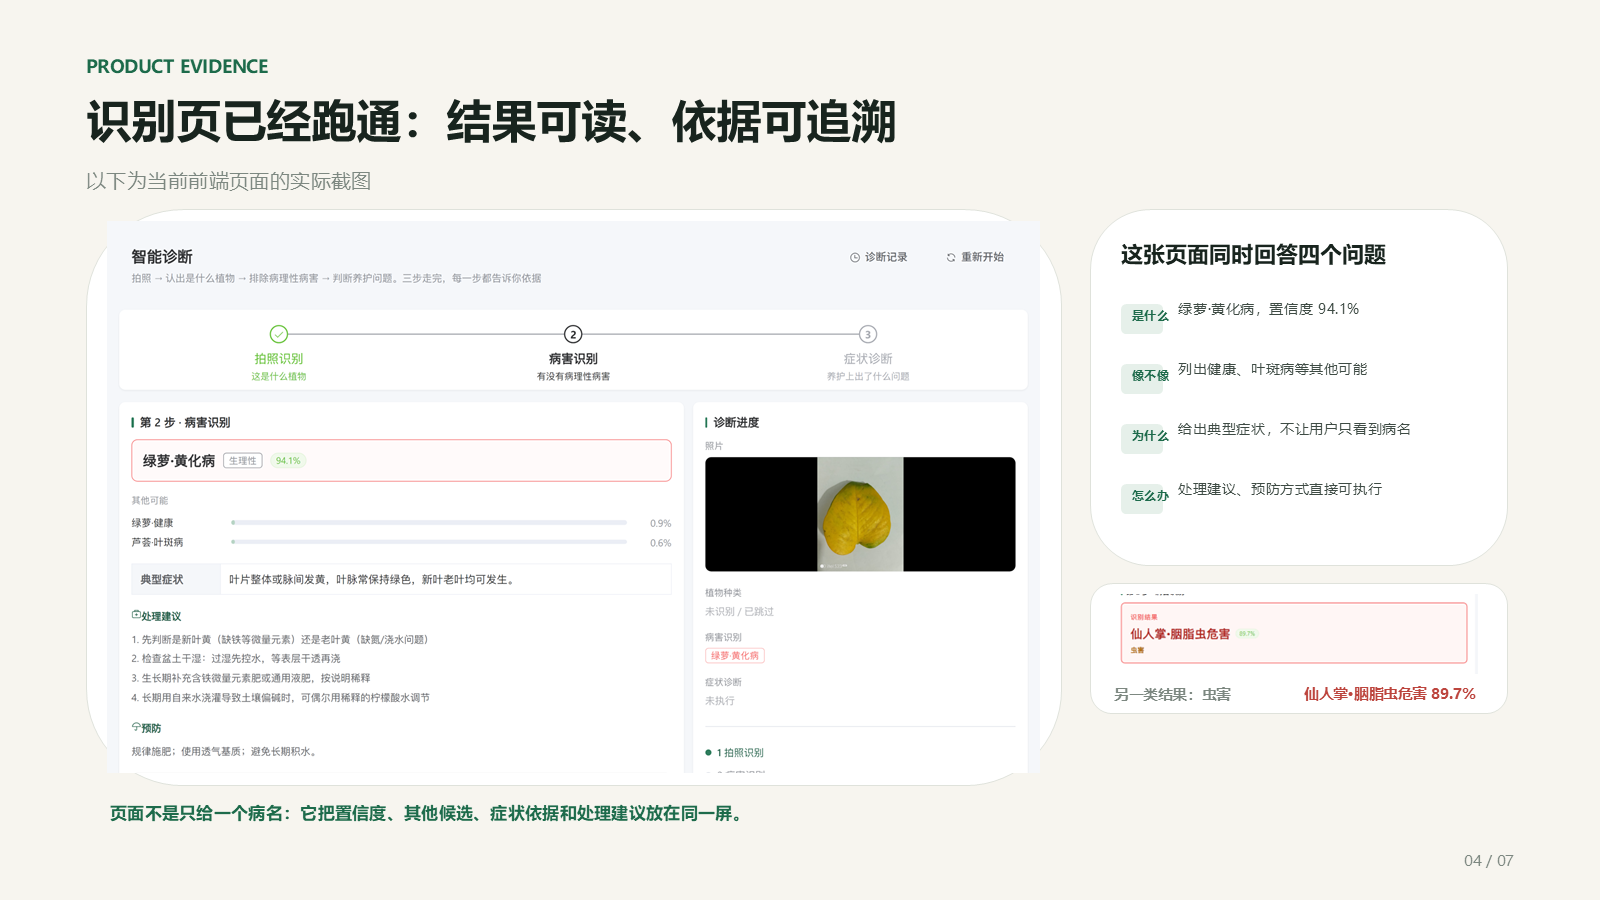 PRODUCT EVIDENCE
识别页已经跑通：结果可读、依据可追溯
以下为当前前端页面的实际截图
智能诊断
诊断记录
重新开始
拍照 → 认出是什么植物 → 排除病理性病害 → 判断养护问题。三步走完，每一步都告诉你依据
2
3
拍照识别
病害识别
症状诊断
这是什么植物
有没有病理性病害
养护上出了什么问题
第 2 步 · 病害识别
绿萝·黄化病 生理性 94.1%
其他可能
绿萝·健康 0.9%
芦荟·叶斑病 0.6%
典型症状 叶片整体或脉间发黄，叶脉常保持绿色，新叶老叶均可发生。
处理建议
1. 先判断是新叶黄（缺铁等微量元素）还是老叶黄（缺氮/浇水问题）
2. 检查盆土干湿：过湿先控水，等表层干透再浇
3. 生长期补充含铁微量元素肥或通用液肥，按说明稀释
4. 长期用自来水浇灌导致土壤偏碱时，可偶尔用稀释的柠檬酸水调节
预防
规律施肥；使用透气基质；避免长期积水。
诊断进度
照片
植物种类
未识别 / 已跳过
病害识别
绿萝·黄化病
症状诊断
未执行
1 拍照识别
这张页面同时回答四个问题
是什么 绿萝·黄化病，置信度 94.1%
像不像 列出健康、叶斑病等其他可能
为什么 给出典型症状，不让用户只看到病名
怎么办 处理建议、预防方式直接可执行
识别结果
仙人掌·胭脂虫危害 89.7%
虫害
另一类结果：虫害 仙人掌·胭脂虫危害 89.7%
页面不是只给一个病名：它把置信度、其他候选、症状依据和处理建议放在同一屏。
04 / 07